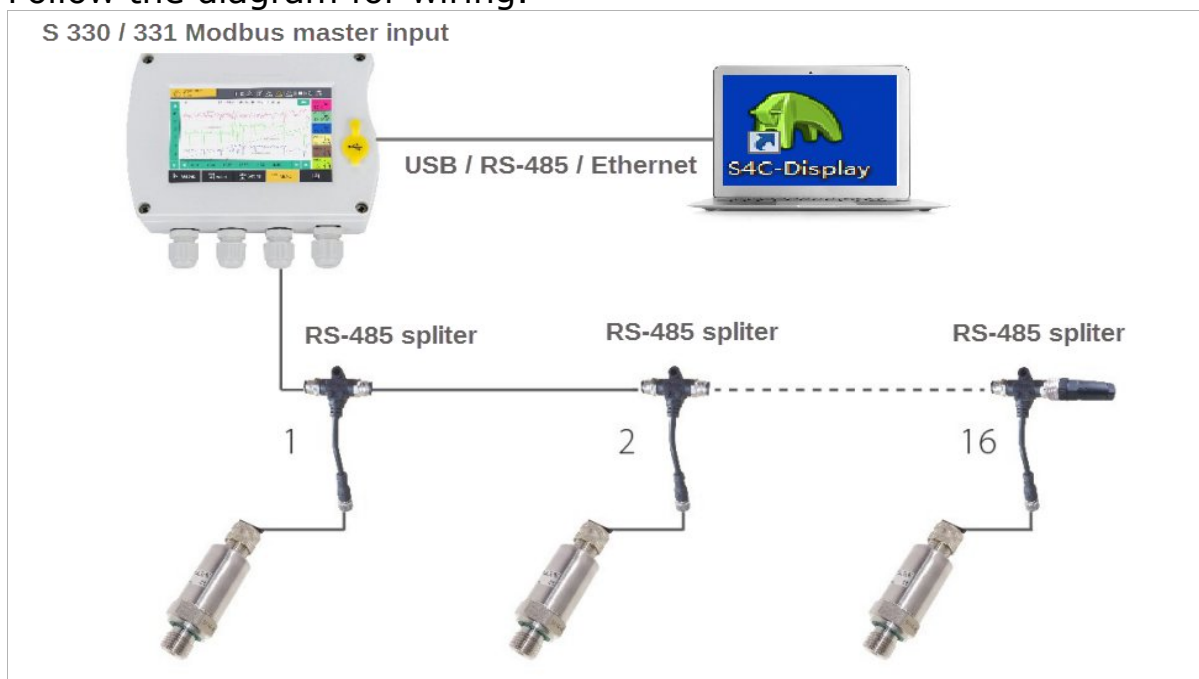 Follow the diagram for wiring:
S 330 / 331 Modbus master input
USB / RS-485 / Ethernet
S4C-Display
RS-485 spliter
RS-485 spliter
RS-485 spliter
1
2
16